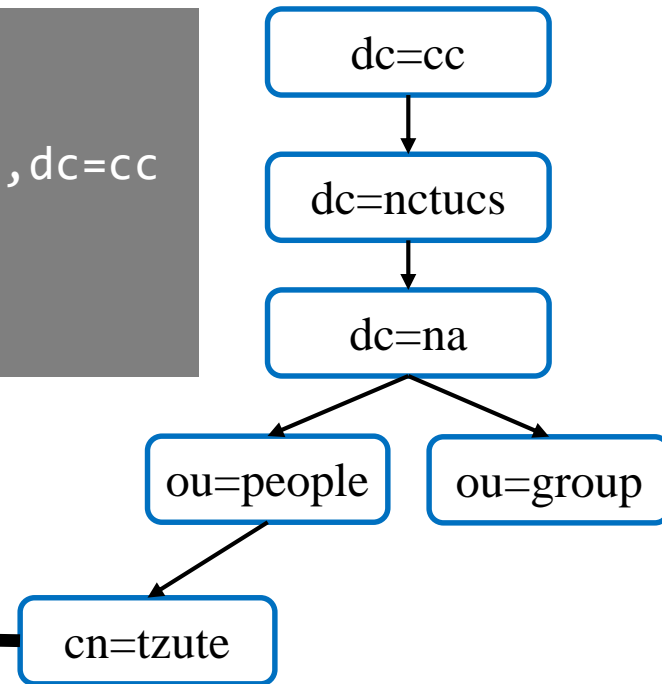 ,dc=cc
dc=cc
dc=nctucs
dc=na
ou=people
ou=group
cn=tzute